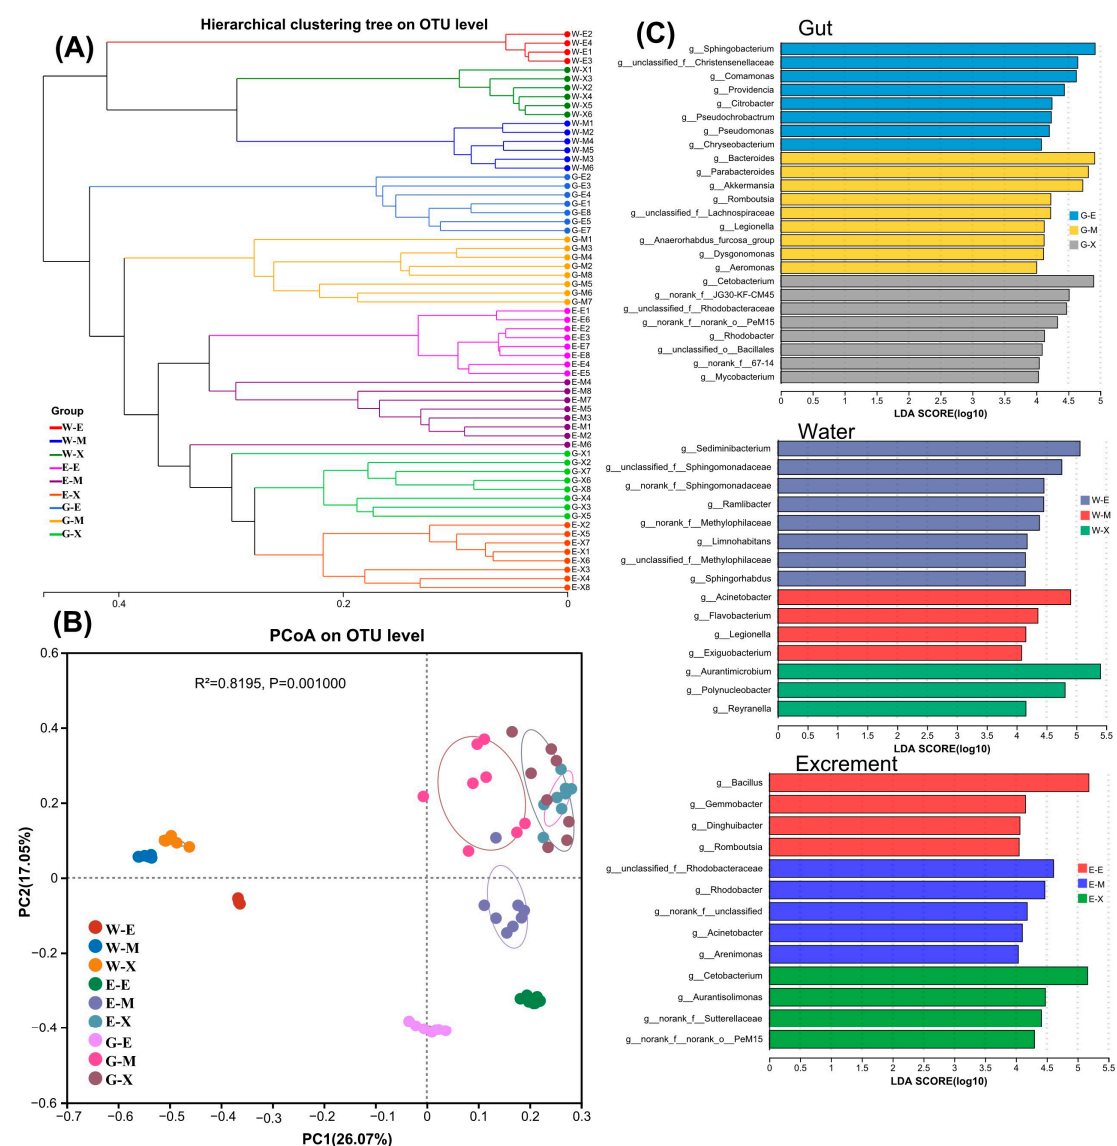 Hierarchical clustering tree on OTU level
(A)
W-E2
W-E4
W-E1
W-E3
W-X1
W-X3
W-X2
W-X4
W-X5
W-X6
W-M1
W-M2
W-M4
W-M5
W-M3
W-M6
G-E2
G-E3
G-E4
G-E1
G-E8
G-E5
G-E7
G-M1
G-M3
G-M4
G-M2
G-M8
G-M5
G-M6
G-M7
E-E1
E-E6
E-E2
E-E3
E-E7
E-E8
E-E4
E-E5
E-M4
E-M8
E-M7
E-M5
E-M3
E-M1
E-M2
E-M6
G-X1
G-X2
G-X7
G-X6
G-X8
G-X4
G-X3
G-X5
E-X2
E-X5
E-X7
E-X1
E-X6
E-X3
E-X4
E-X8
Group
W-E
W-M
W-X
E-E
E-M
E-X
G-E
G-M
G-X
0.4 0.2 0
(B)
PCoA on OTU level
R²=0.8195, P=0.001000
PC2(17.05%)
0.6
0.4
0.2
0
−0.2
−0.4
−0.6
W-E
W-M
W-X
E-E
E-M
E-X
G-E
G-M
G-X
−0.7 −0.6 −0.5 −0.4 −0.3 −0.2 −0.1 0 0.1 0.2 0.3
PC1(26.07%)
(C)
Gut
g__Sphingobacterium
g__unclassified_f__Christensenellaceae
g__Comamonas
g__Providencia
g__Citrobacter
g__Pseudochrobactrum
g__Pseudomonas
g__Chryseobacterium
g__Bacteroides
g__Parabacteroides
g__Akkermansia
g__Romboutsia
g__unclassified_f__Lachnospiraceae
g__Legionella
g__Anaerorhabdus_furcosa_group
g__Dysgonomonas
g__Aeromonas
g__Cetobacterium
g__norank_f__JG30-KF-CM45
g__unclassified_f__Rhodobacteraceae
g__norank_f__norank_o__PeM15
g__Rhodobacter
g__unclassified_o__Bacillales
g__norank_f__67-14
g__Mycobacterium
G-E
G-M
G-X
0 0.5 1 1.5 2 2.5 3 3.5 4 4.5 5
LDA SCORE(log10)
Water
g__Sediminibacterium
g__unclassified_f__Sphingomonadaceae
g__norank_f__Sphingomonadaceae
g__Ramlibacter
g__norank_f__Methylophilaceae
g__Limnohabitans
g__unclassified_f__Methylophilaceae
g__Sphingorhabdus
g__Acinetobacter
g__Flavobacterium
g__Legionella
g__Exiguobacterium
g__Aurantimicrobium
g__Polynucleobacter
g__Reyranella
W-E
W-M
W-X
0 0.5 1 1.5 2 2.5 3 3.5 4 4.5 5 5.5
LDA SCORE(log10)
Excrement
g__Bacillus
g__Gemmobacter
g__Dinghuibacter
g__Romboutsia
g__unclassified_f__Rhodobacteraceae
g__Rhodobacter
g__norank_f__unclassified
g__Acinetobacter
g__Arenimonas
g__Cetobacterium
g__Aurantisolimonas
g__norank_f__Sutterellaceae
g__norank_f__norank_o__PeM15
E-E
E-M
E-X
0 0.5 1 1.5 2 2.5 3 3.5 4 4.5 5 5.5
LDA SCORE(log10)